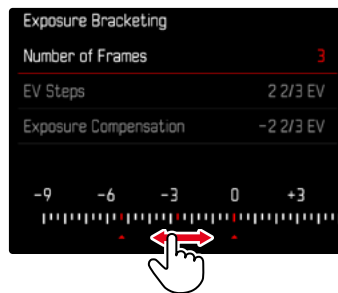 Exposure Bracketing
Number of Frames 3
EV Steps 2 2/3 EV
Exposure Compensation -2 2/3 EV
-9 -6 -3 0 +3